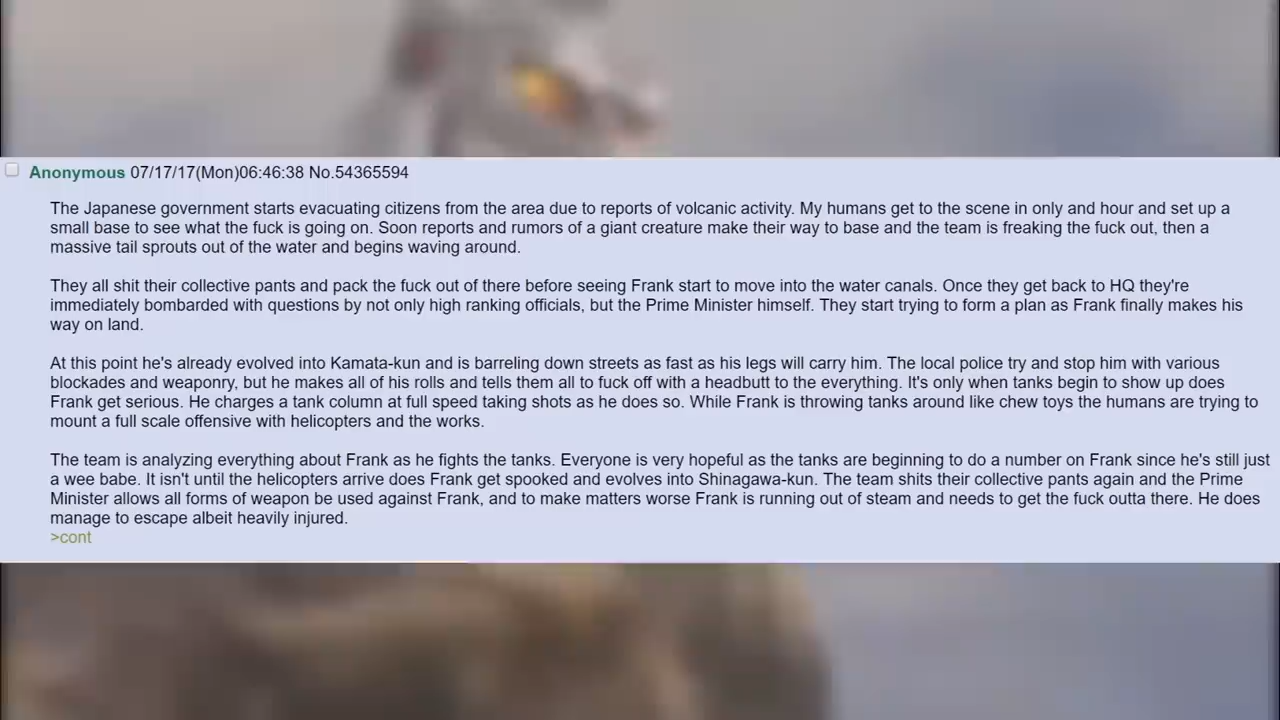 Anonymous 07/17/17(Mon)06:46:38 No.54365594
The Japanese government starts evacuating citizens from the area due to reports of volcanic activity. My humans get to the scene in only and hour and set up a
small base to see what the fuck is going on. Soon reports and rumors of a giant creature make their way to base and the team is freaking the fuck out, then a
massive tail sprouts out of the water and begins waving around.
They all shit their collective pants and pack the fuck out of there before seeing Frank start to move into the water canals. Once they get back to HQ they're
immediately bombarded with questions by not only high ranking officials, but the Prime Minister himself. They start trying to form a plan as Frank finally makes his
way on land.
At this point he's already evolved into Kamata-kun and is barreling down streets as fast as his legs will carry him. The local police try and stop him with various
blockades and weaponry, but he makes all of his rolls and tells them all to fuck off with a headbutt to the everything. It's only when tanks begin to show up does
Frank get serious. He charges a tank column at full speed taking shots as he does so. While Frank is throwing tanks around like chew toys the humans are trying to
mount a full scale offensive with helicopters and the works.
The team is analyzing everything about Frank as he fights the tanks. Everyone is very hopeful as the tanks are beginning to do a number on Frank since he's still just
a wee babe. It isn't until the helicopters arrive does Frank get spooked and evolves into Shinagawa-kun. The team shits their collective pants again and the Prime
Minister allows all forms of weapon be used against Frank, and to make matters worse Frank is running out of steam and needs to get the fuck outta there. He does
manage to escape albeit heavily injured.
>cont